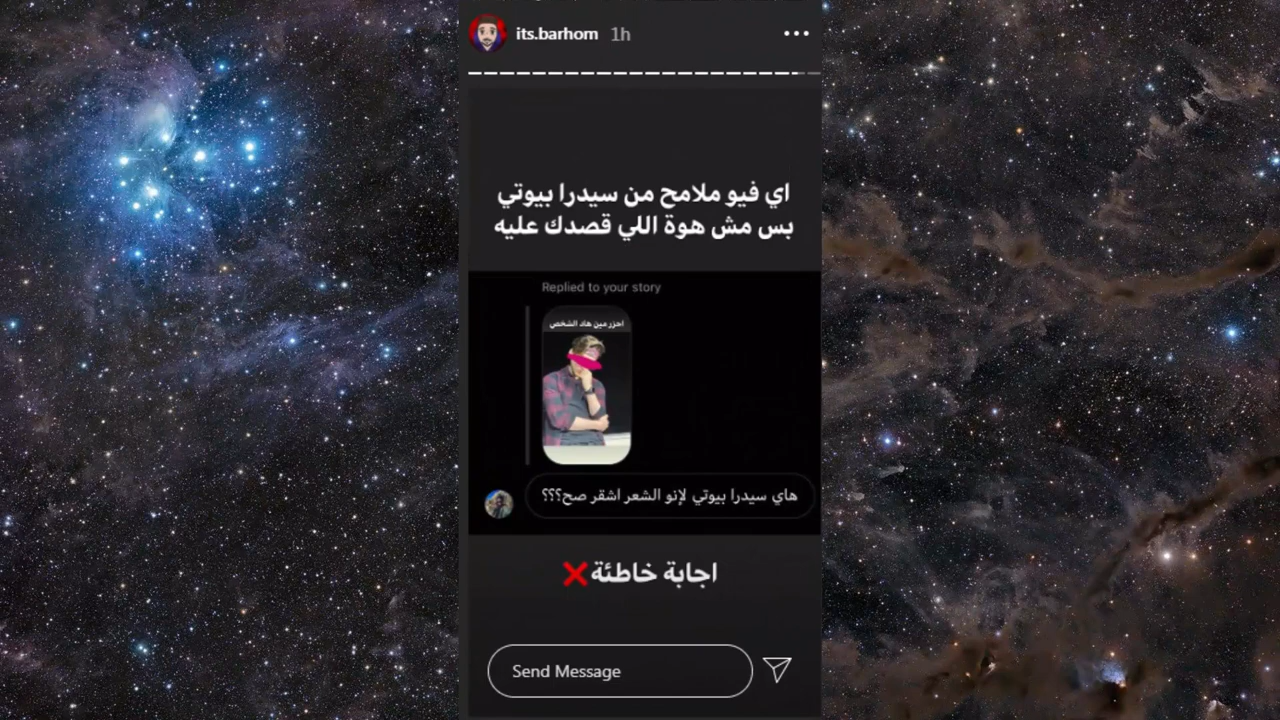 its.barhom 1h
اي فيو ملامح من سيدرا بيوتي
بس مش هوة اللي قصدك عليه
Replied to your story
احزر مين هاد الشخص
هاي سيدرا بيوتي لإنو الشعر اشقر صح؟؟؟
اجابة خاطئة❌
Send Message